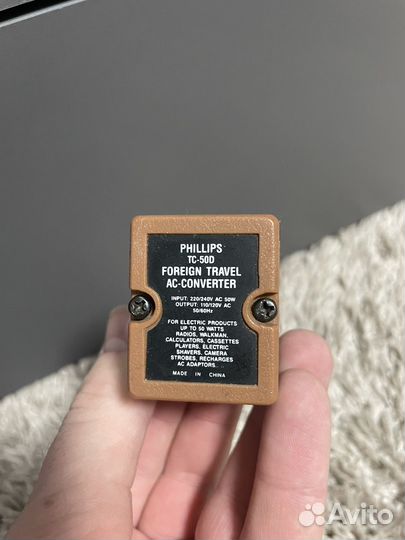 PHILLIPS
TC-50D
FOREIGN TRAVEL
AC-CONVERTER
INPUT: 220/240V AC 50W
OUTPUT: 110/120V AC
50/60Hz
FOR ELECTRIC PRODUCTS
UP TO 50 WATTS
RADIOS, WALKMAN,
CALCULATORS, CASSETTES
PLAYERS, ELECTRIC
SHAVERS, CAMERA
STROBES, RECHARGES
AC ADAPTORS...
MADE IN CHINA
Avito